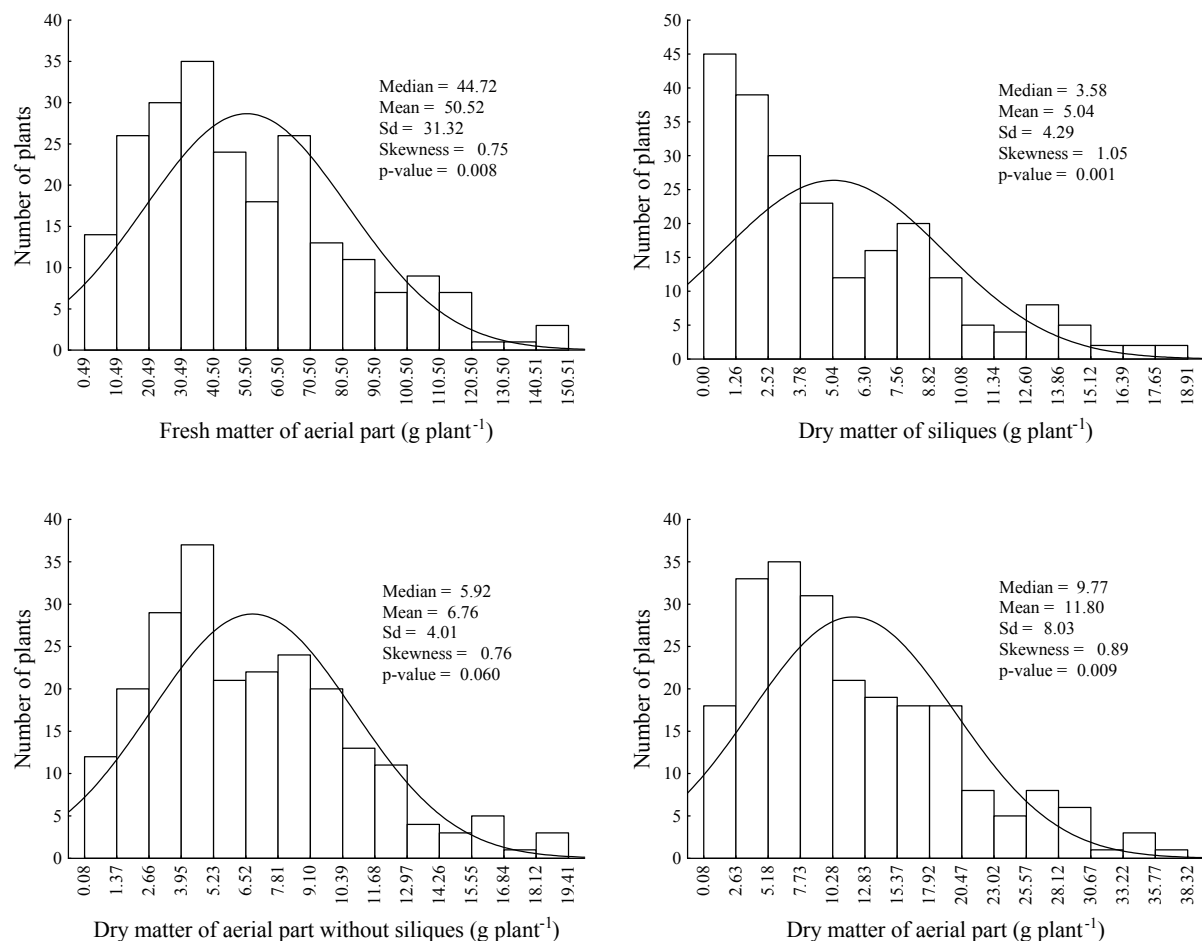 40
35
30
25
20
15
10
5
0
Number of plants
Median = 44.72
Mean = 50.52
Sd = 31.32
Skewness = 0.75
p-value = 0.008
0.49 10.49 20.49 30.49 40.50 50.50 60.50 70.50 80.50 90.50 100.50 110.50 120.50 130.51 140.51 150.51
Fresh matter of aerial part (g plant-1)
50
45
40
35
30
25
20
15
10
5
0
Number of plants
Median = 3.58
Mean = 5.04
Sd = 4.29
Skewness = 1.05
p-value = 0.001
0.00 1.26 2.52 3.78 5.04 6.30 7.56 8.82 10.08 11.34 12.60 13.86 15.12 16.39 17.65 18.91
Dry matter of siliques (g plant-1)
40
35
30
25
20
15
10
5
0
Number of plants
Median = 5.92
Mean = 6.76
Sd = 4.01
Skewness = 0.76
p-value = 0.060
0.08 1.37 2.66 3.95 5.23 6.52 7.81 9.10 10.39 11.68 12.97 14.26 15.55 16.84 18.12 19.41
Dry matter of aerial part without siliques (g plant-1)
40
35
30
25
20
15
10
5
0
Number of plants
Median = 9.77
Mean = 11.80
Sd = 8.03
Skewness = 0.89
p-value = 0.009
0.08 2.63 5.18 7.73 10.28 12.83 15.37 17.92 20.47 23.02 25.57 28.12 30.67 33.22 35.77 38.32
Dry matter of aerial part (g plant-1)